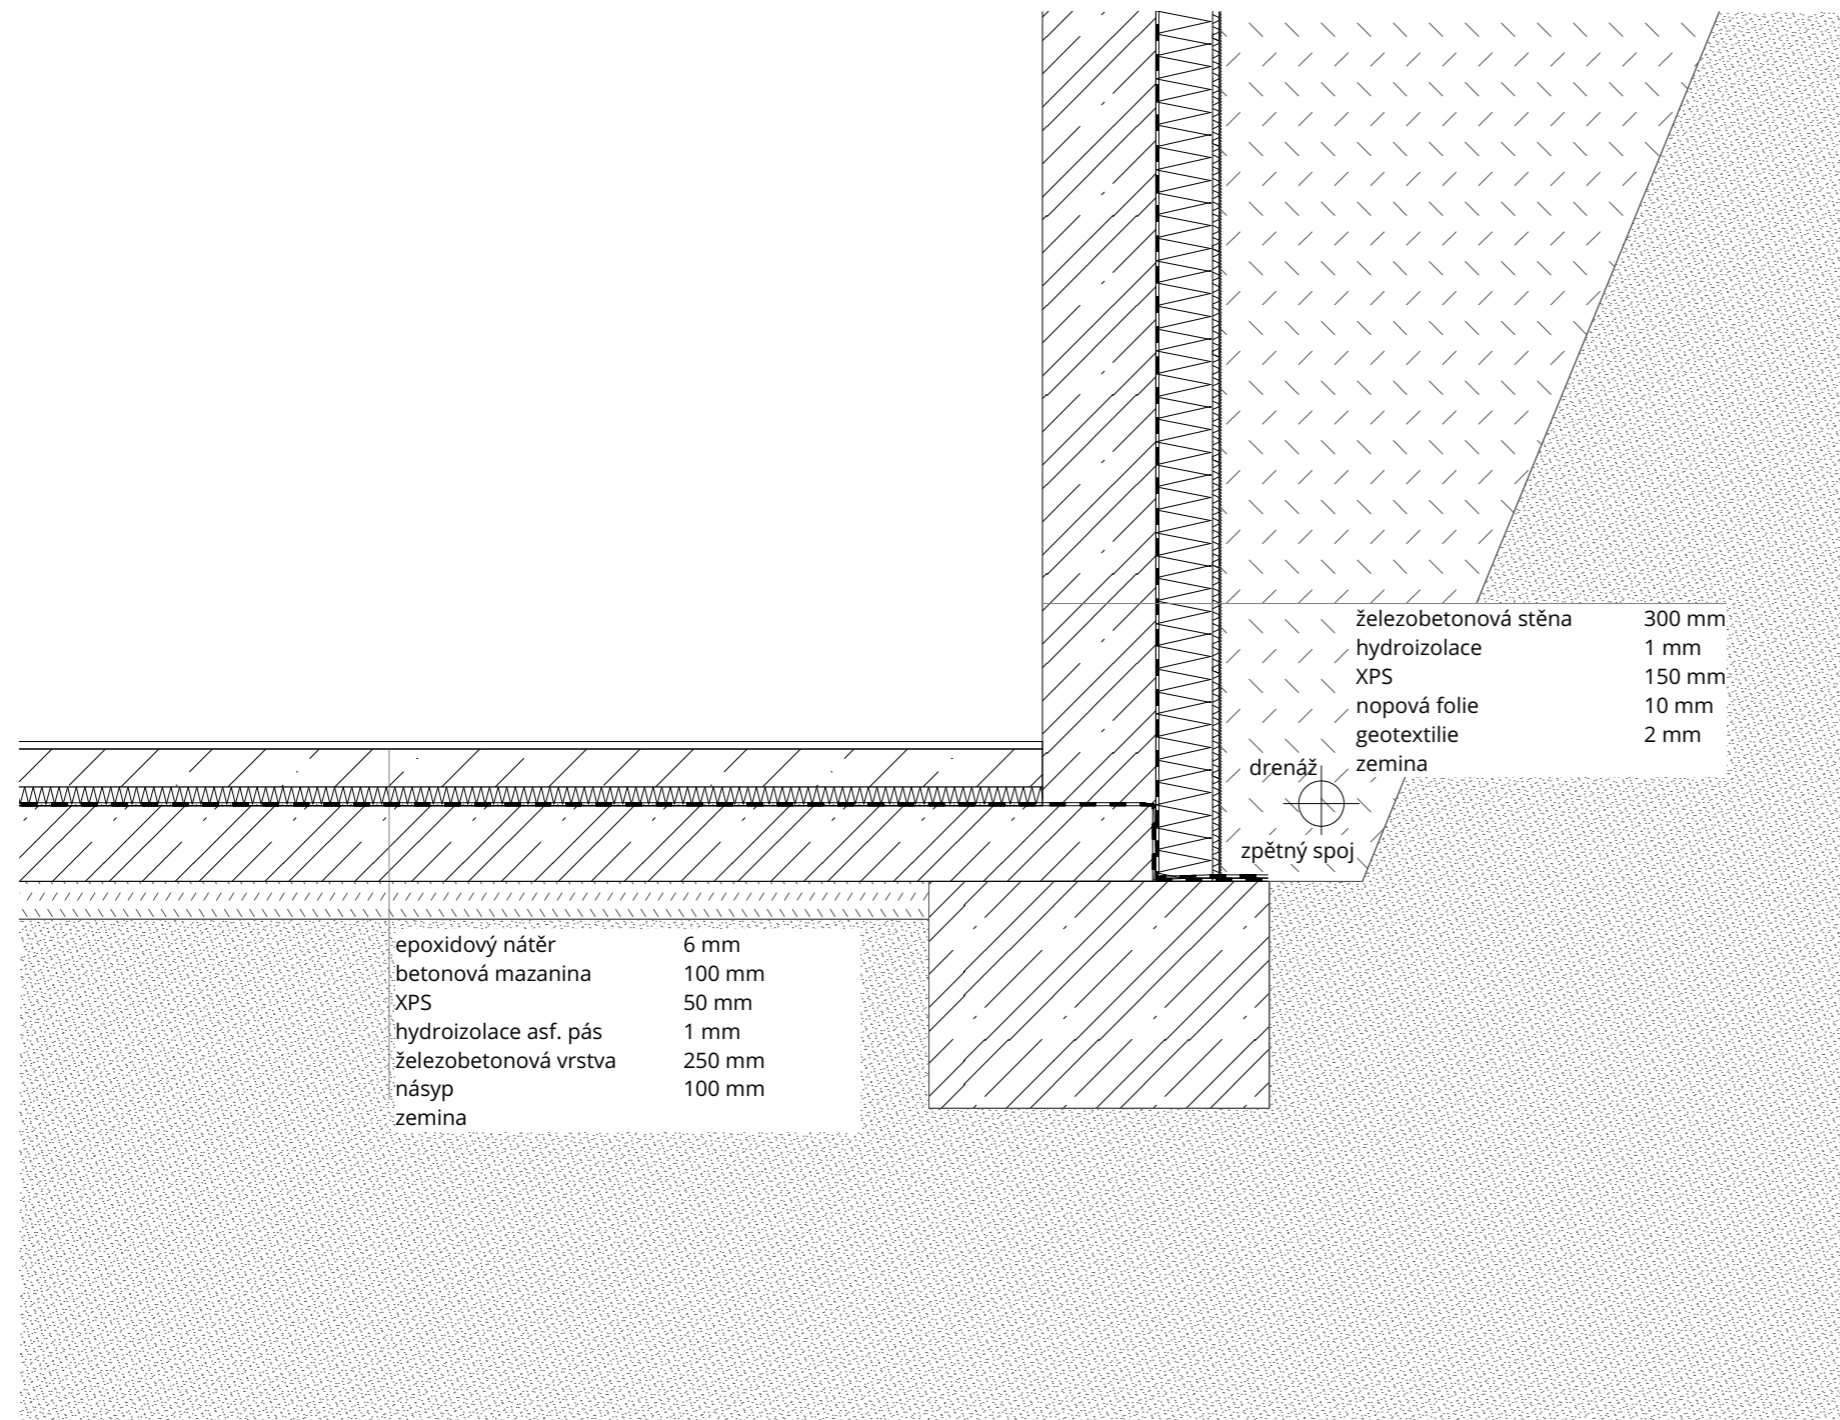 železobetonová stěna 300 mm
hydroizolace 1 mm
XPS 150 mm
nopová folie 10 mm
geotextilie 2 mm
zemina
drenáž
zpětný spoj
epoxidový nátěr 6 mm
betonová mazanina 100 mm
XPS 50 mm
hydroizolace asf. pás 1 mm
železobetonová vrstva 250 mm
násyp 100 mm
zemina